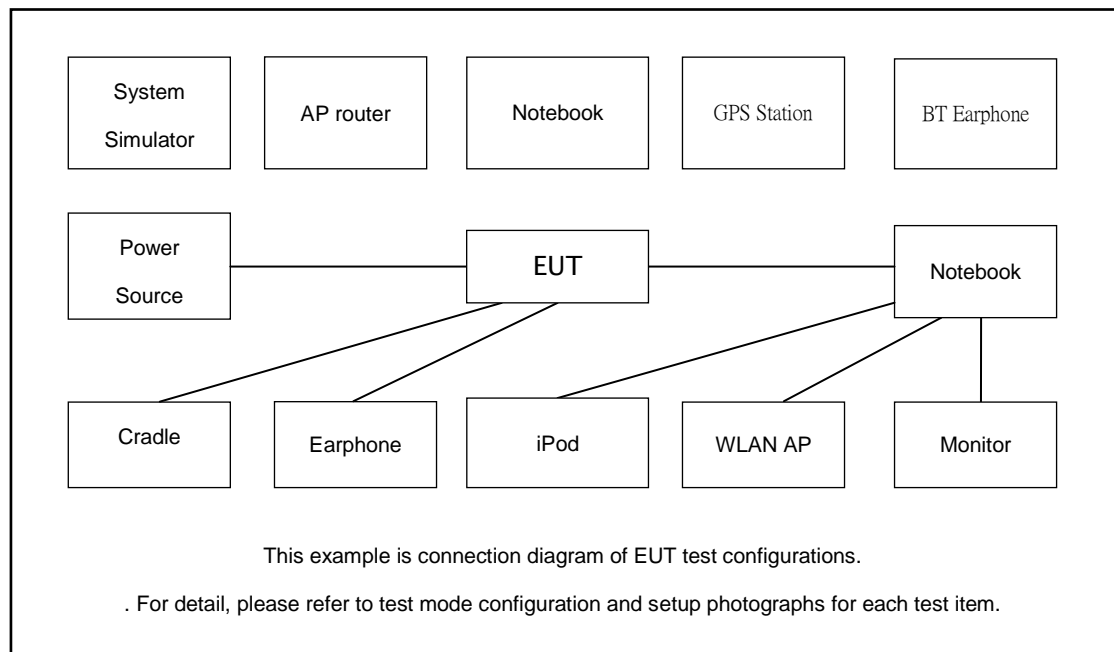 System
Simulator
AP router
Notebook
GPS Station
BT Earphone
Power
Source
EUT
Notebook
Cradle
Earphone
iPod
WLAN AP
Monitor
This example is connection diagram of EUT test configurations.
. For detail, please refer to test mode configuration and setup photographs for each test item.